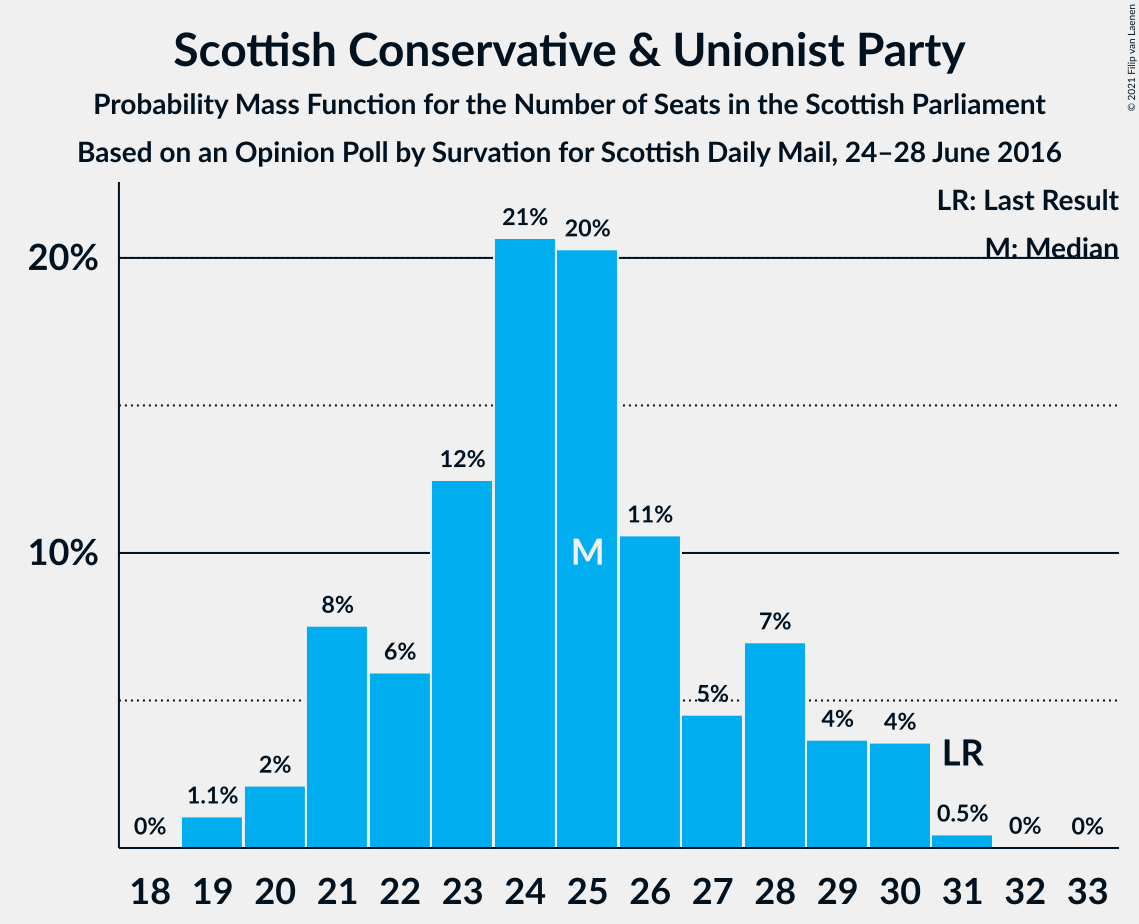 Scottish Conservative & Unionist Party
Probability Mass Function for the Number of Seats in the Scottish Parliament
Based on an Opinion Poll by Survation for Scottish Daily Mail, 24–28 June 2016
© 2021 Filip van Laenen
LR: Last Result
M: Median
20%
10%
0%
1.1%
2%
8%
6%
12%
21%
20%
11%
5%
7%
4%
4%
0.5%
0%
0%
M
LR
18 19 20 21 22 23 24 25 26 27 28 29 30 31 32 33